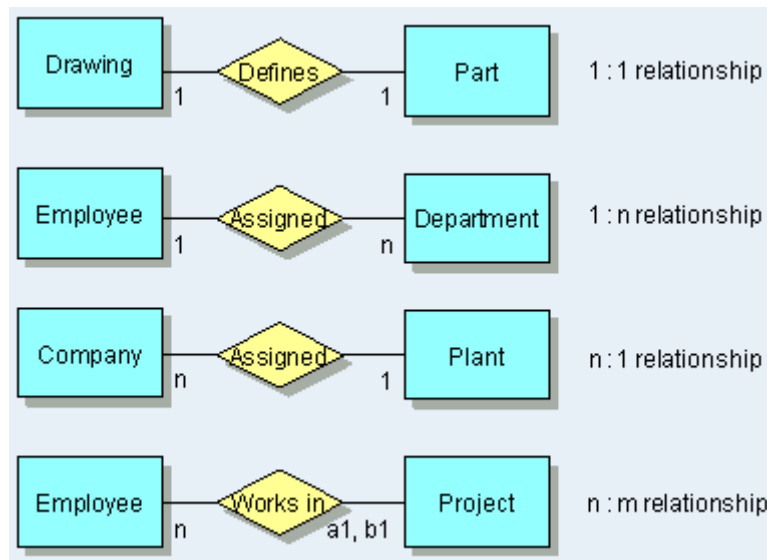 Drawing
Defines
Part
1 : 1 relationship
1
1
Employee
Assigned
Department
1 : n relationship
1
n
Company
Assigned
Plant
n : 1 relationship
n
1
Employee
Works in
Project
n : m relationship
n
a1, b1